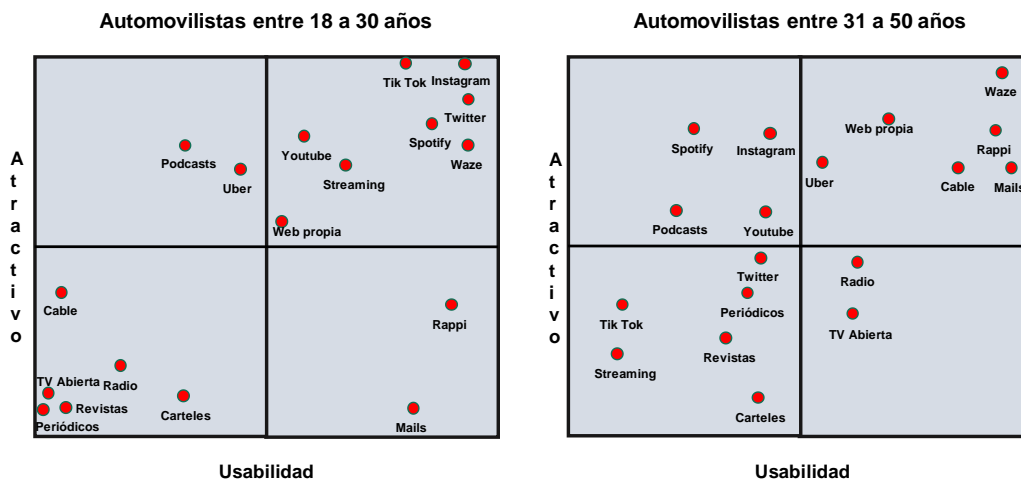 Automovilistas entre 18 a 30 años
Atractivo
Tik Tok
Instagram
Twitter
Spotify
Youtube
Waze
Podcasts
Streaming
Uber
Web propia
Cable
Rappi
TV Abierta
Radio
Revistas
Carteles
Periódicos
Mails
Usabilidad
Automovilistas entre 31 a 50 años
Atractivo
Waze
Web propia
Spotify
Instagram
Rappi
Uber
Cable
Mails
Podcasts
Youtube
Twitter
Radio
Periódicos
Tik Tok
TV Abierta
Revistas
Streaming
Carteles
Usabilidad